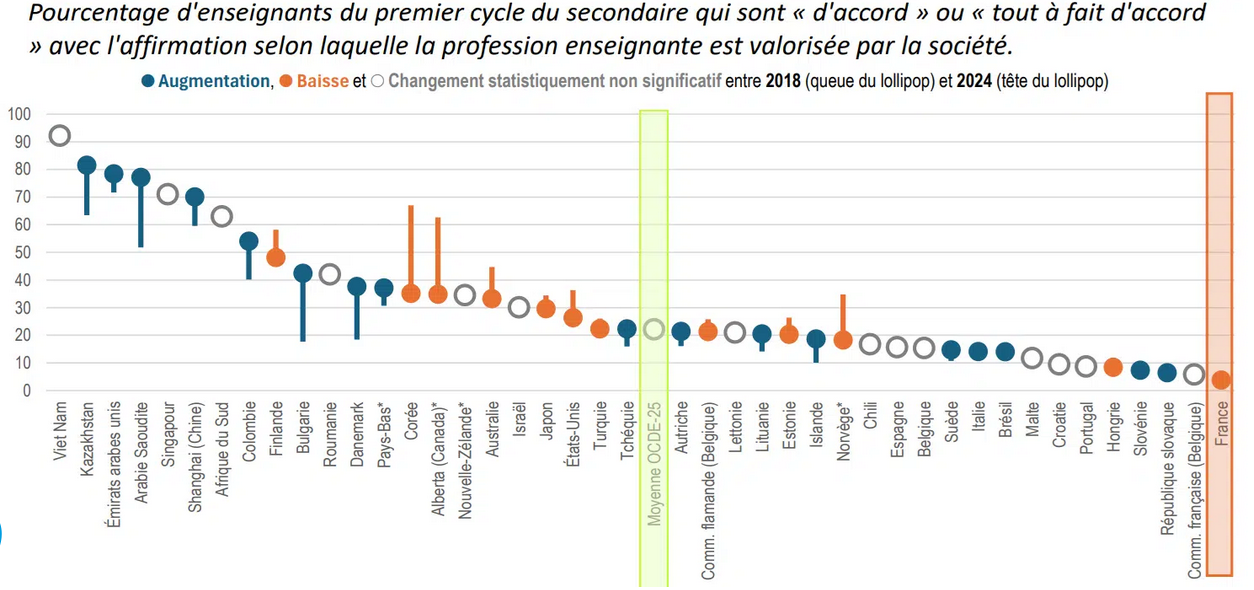 Pourcentage d'enseignants du premier cycle du secondaire qui sont « d'accord » ou « tout à fait d'accord
» avec l'affirmation selon laquelle la profession enseignante est valorisée par la société.
Augmentation, Baisse et Changement statistiquement non significatif entre 2018 (queue du lollipop) et 2024 (tête du lollipop)
100
90
80
70
60
50
40
30
20
10
0
Viet Nam
Kazakhstan
Émirats arabes unis
Arabie Saoudite
Singapour
Shanghai (Chine)
Afrique du Sud
Colombie
Finlande
Bulgarie
Roumanie
Danemark
Pays-Bas*
Corée
Alberta (Canada)*
Nouvelle-Zélande*
Australie
Israël
Japon
États-Unis
Turquie
Tchéquie
Moyenne OCDE-25
Autriche
Comm. flamande (Belgique)
Lettonie
Lituanie
Estonie
Islande
Norvège*
Chili
Espagne
Belgique
Suède
Italie
Brésil
Malte
Croatie
Portugal
Hongrie
Slovénie
République slovaque
Comm. française (Belgique)
France